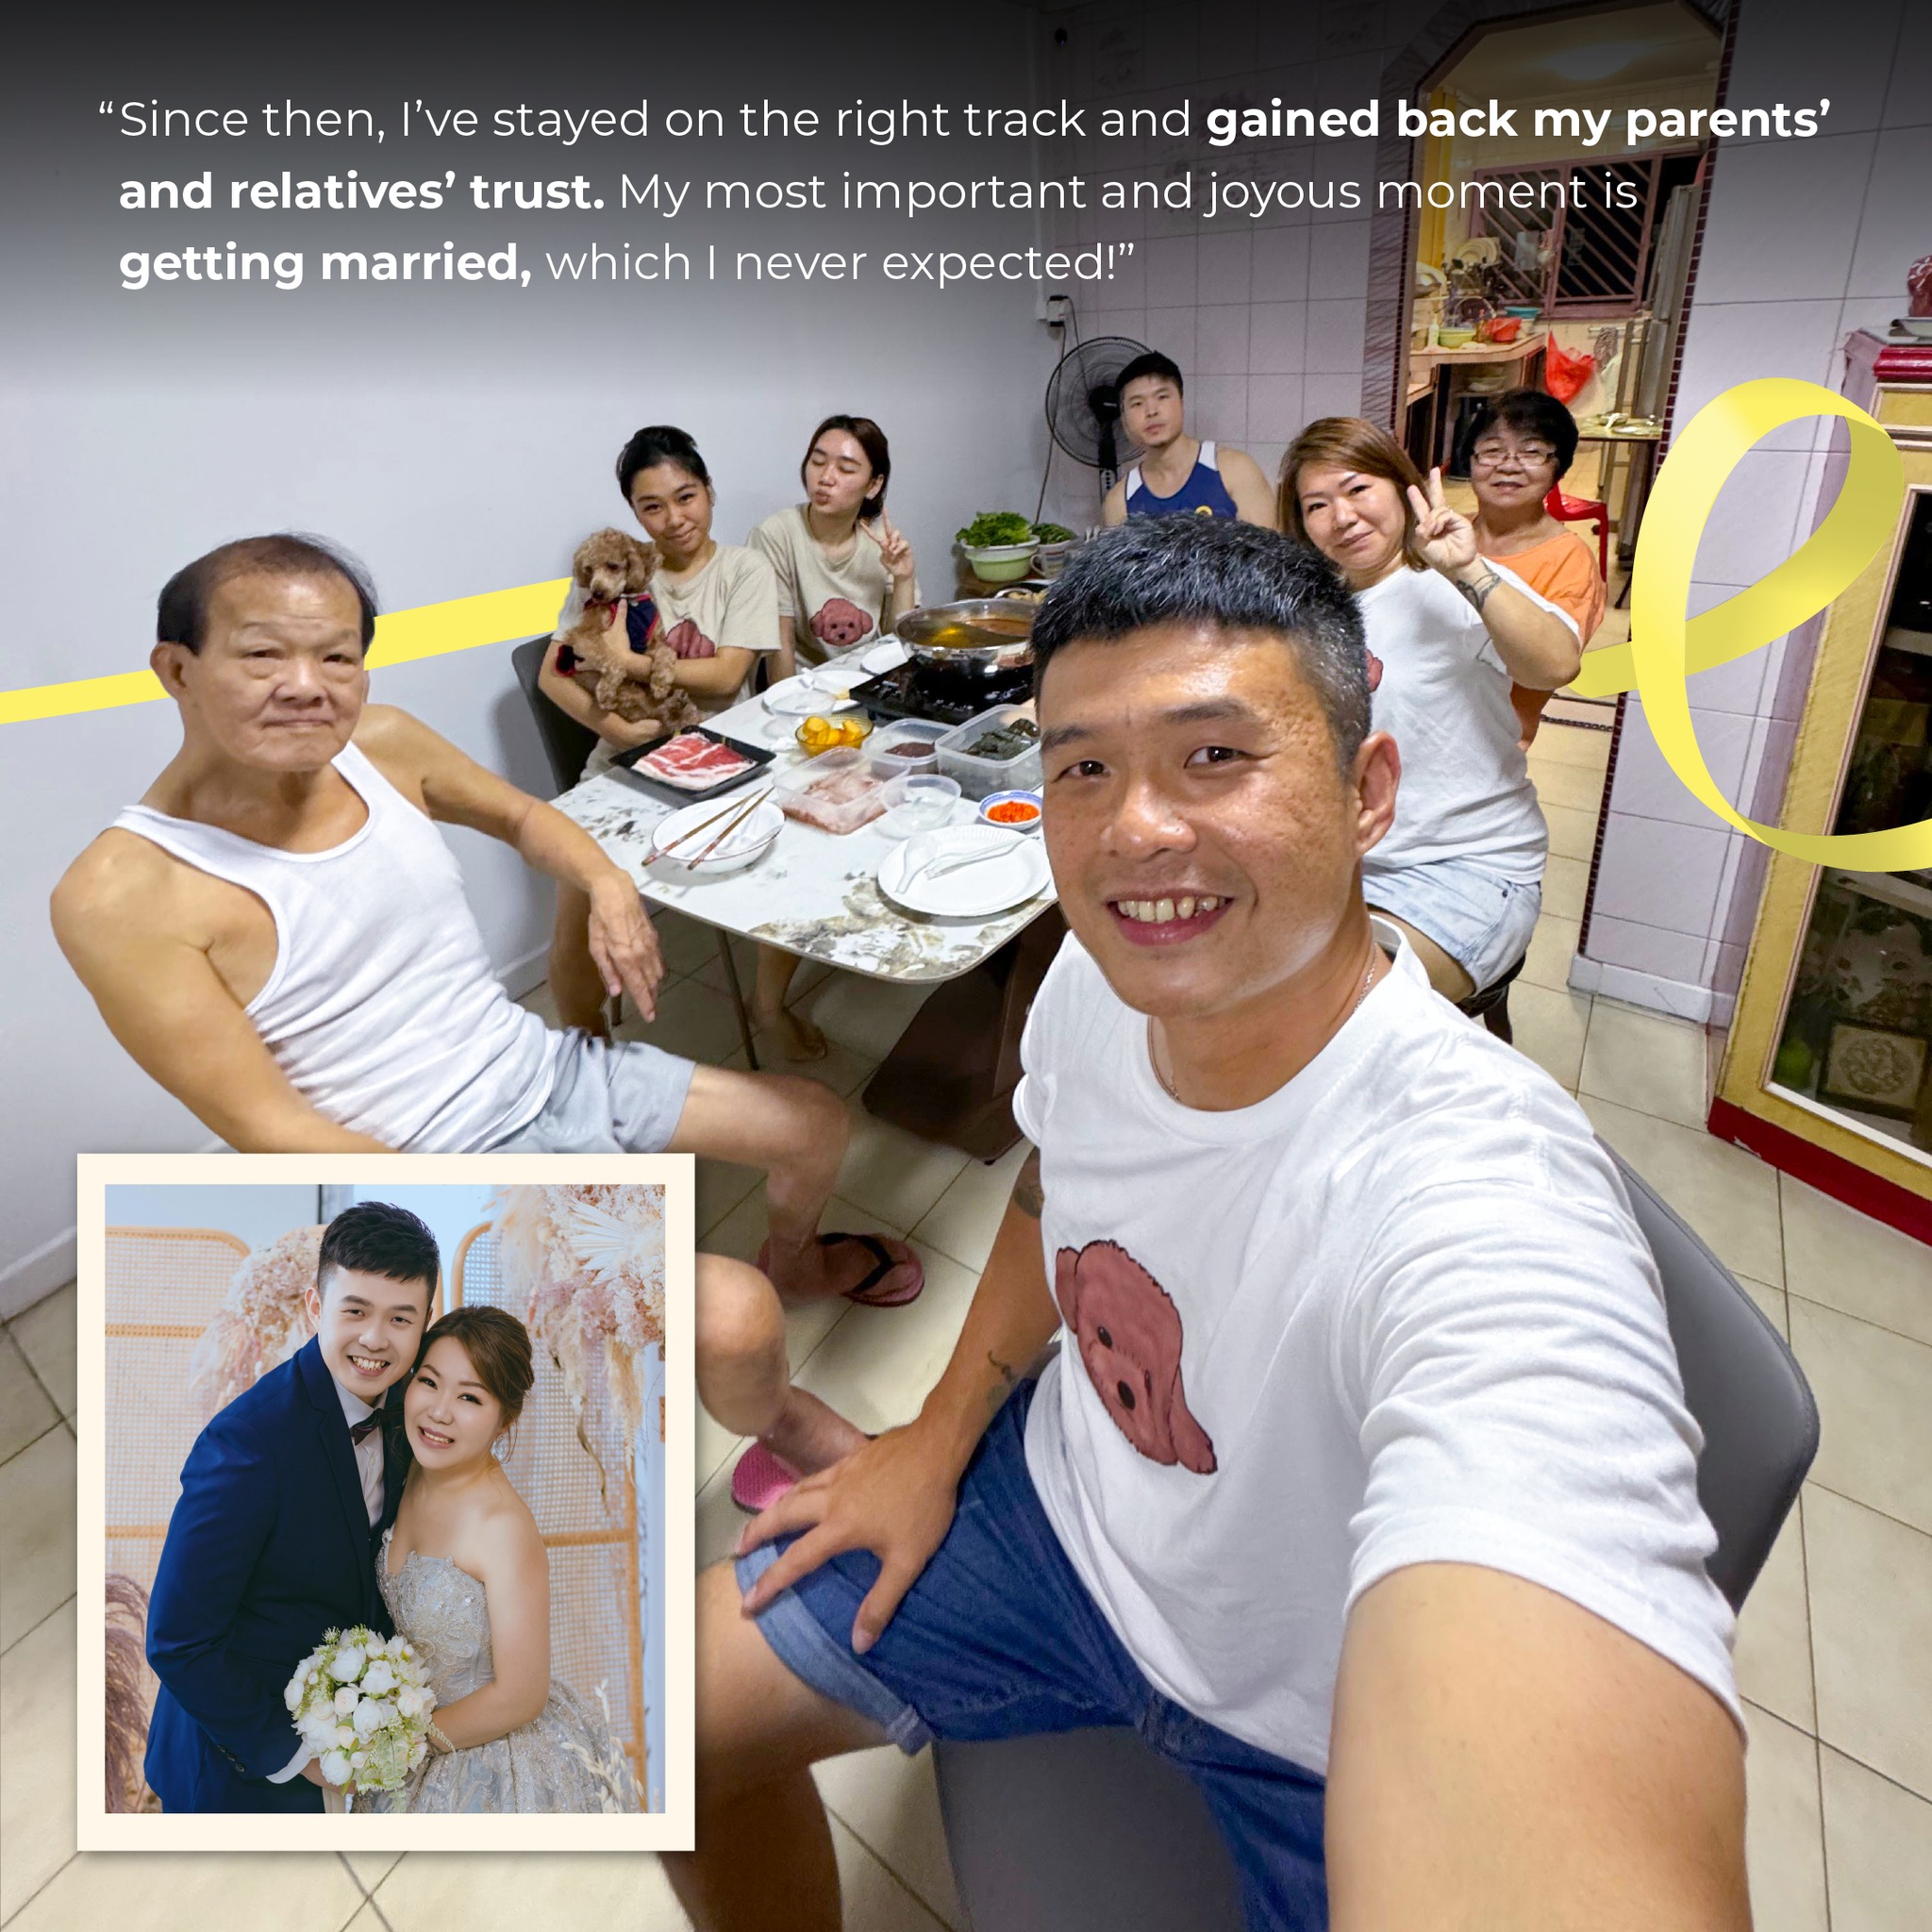 “Since then, I’ve stayed on the right track and gained back my parents’
and relatives’ trust. My most important and joyous moment is
getting married, which I never expected!”